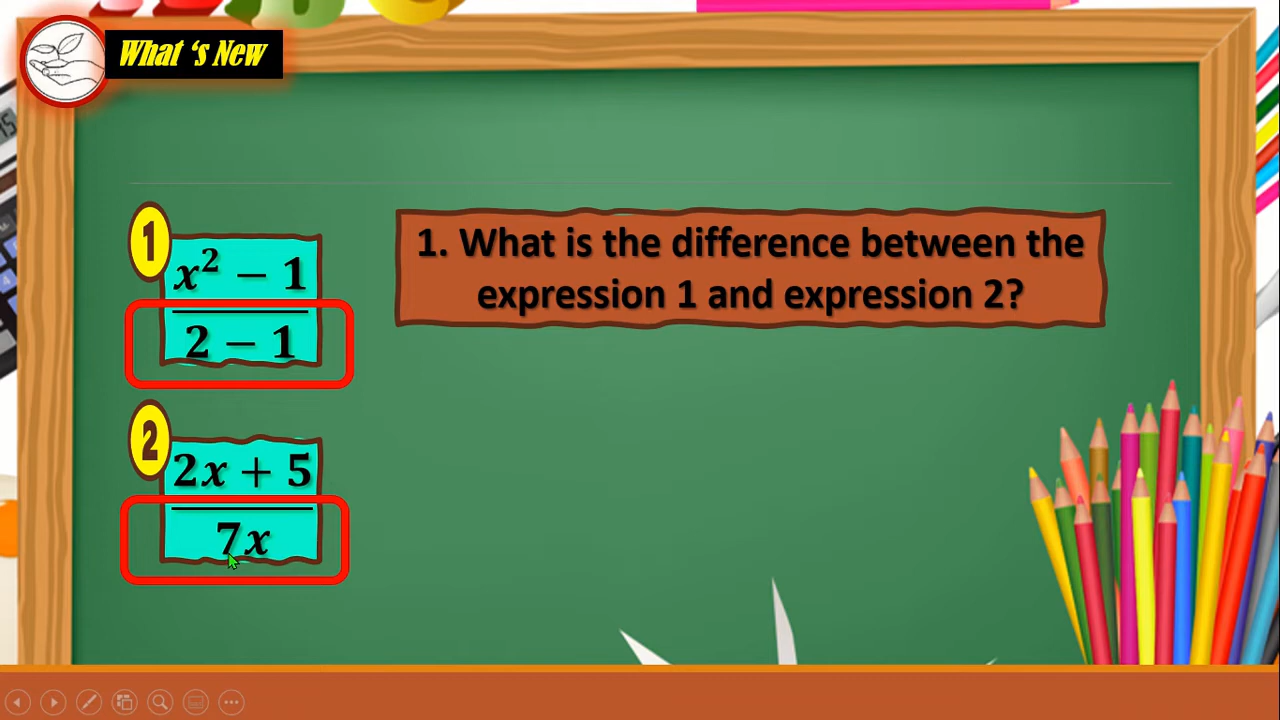 What ‘s New
1
x² − 1
2 − 1
1. What is the difference between the
expression 1 and expression 2?
2
2x + 5
7x